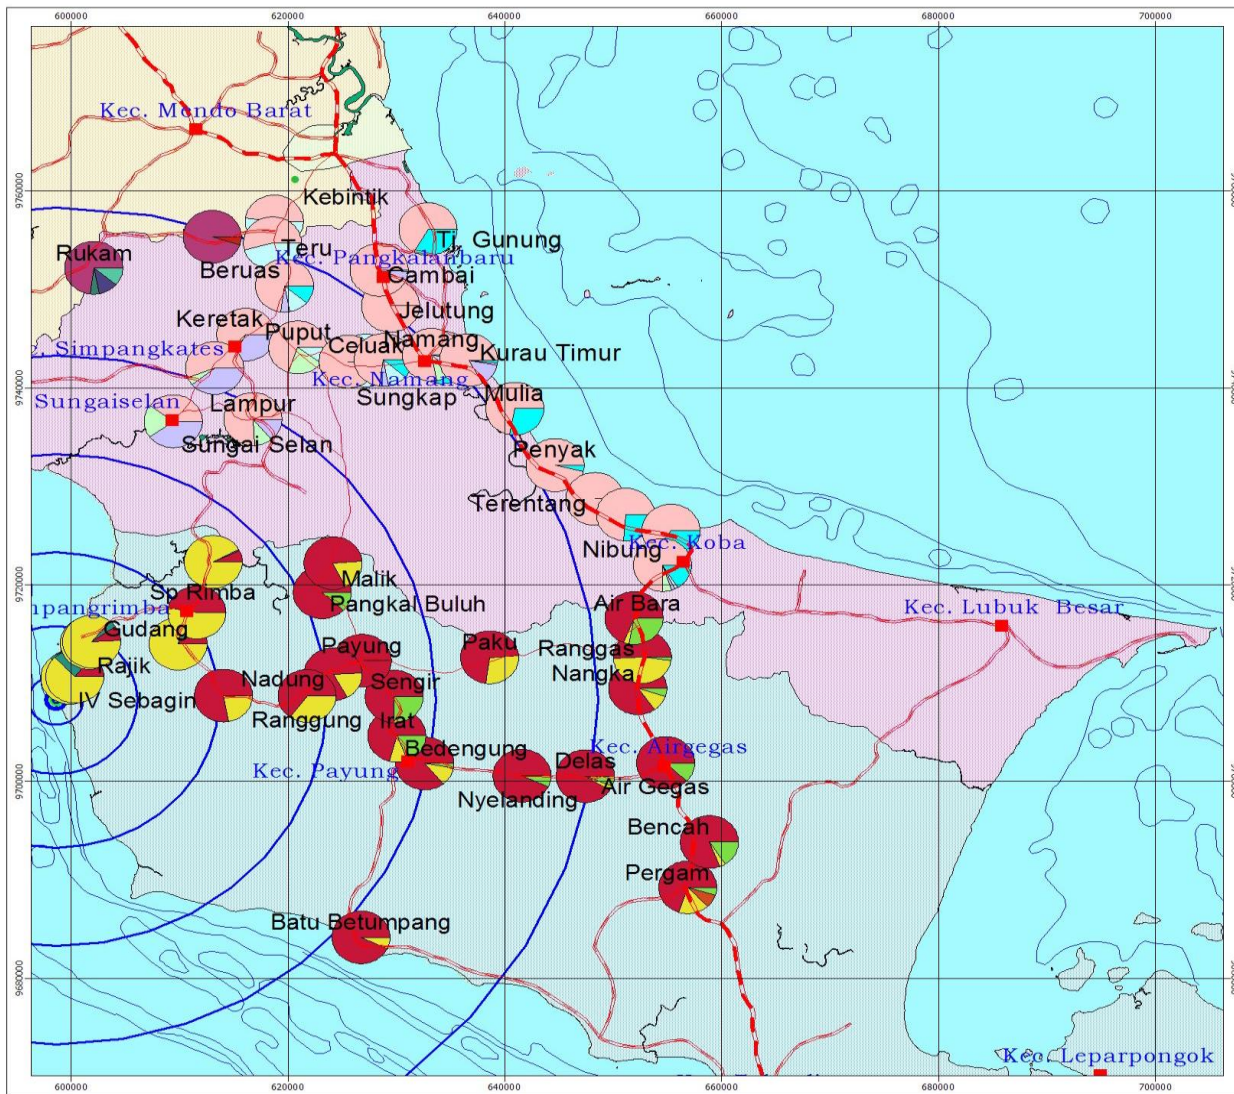 600000 620000 640000 660000 680000 700000
Kec. Mendo Barat
9760000
Kebintik
Rukam
Beruas
Teru
Tj. Gunung
Kec. Pangkalanbaru
Cambai
Jelutung
Keretak
Puput
Celuak
Namang
Kurau Timur
c. Simpangkates
Kec. Namang
9740000
Sungaiselan
Lampur
Sungkap
Mulia
Sungai Selan
Penyak
Terentang
Nibung
Kec. Koba
9720000
Malik
Sp Rimba
Pangkal Buluh
Air Bara
mpangrimba
Kec. Lubuk Besar
Gudang
Payung
Paku
Ranggas
Rajik
Nadung
Sengir
Nangka
IV Sebagin
Ranggung
Irat
Bedengung
Delas
Kec. Airgegas
Kec. Payung
9700000
Nyelanding
Air Gegas
Bencah
Pergam
Batu Betumpang
9680000
Kec. Leparpongok
600000 620000 640000 660000 680000 700000